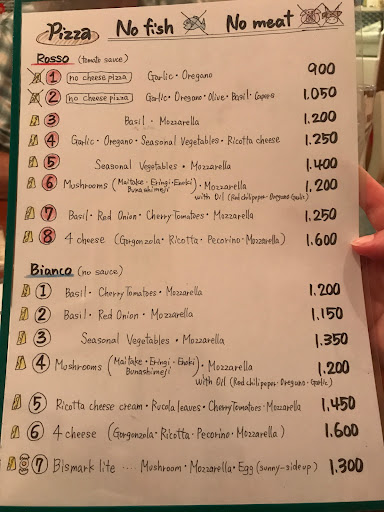 Pizza No fish No meat
Rosso (tomato sauce)
① no cheese pizza Garlic・Oregano 900
② no cheese pizza Garlic・Oregano・Olive・Basil・Capers 1,050
③ Basil・Mozzarella 1.200
④ Garlic・Oregano・Seasonal Vegetables・Ricotta cheese 1.250
⑤ Seasonal Vegetables・Mozzarella 1.400
⑥ Mushrooms (Maitake・Eringi・Enoki Bunashimeji)・Mozzarella 1,200
with Oil (Red chili peper・Oregano・Garlic)
⑦ Basil・Red Onion・Cherry Tomatoes・Mozzarella 1,250
⑧ 4 cheese (Gorgonzola・Ricotta・Pecorino・Mozzarella) 1.600
Bianco (no sauce)
① Basil・Cherry Tomatoes・Mozzarella 1.200
② Basil・Red Onion・Mozzarella 1,150
③ Seasonal Vegetables・Mozzarella 1.350
④ Mushrooms (Maitake・Eringi・Enoki Bunashimeji)・Mozzarella 1.200
with Oil (Red chili peper・Oregano・Garlic)
⑤ Ricotta cheese cream・Rucola leaves・Cherry Tomatoes・Mozzarella 1,450
⑥ 4 cheese (Gorgonzola・Ricotta・Pecorino・Mozzarella) 1.600
⑦ Bismark lite ···· Mushroom・Mozzarella・Egg (sunny-side up) 1.300